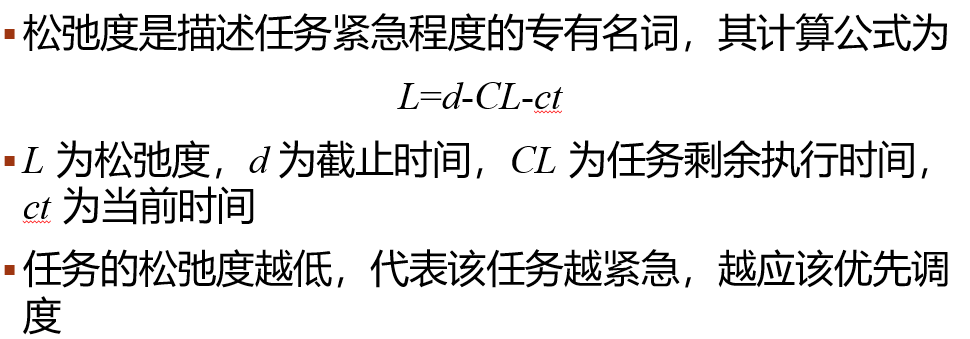 ▪松弛度是描述任务紧急程度的专有名词，其计算公式为
L=d-CL-ct
▪L 为松弛度，d 为截止时间，CL 为任务剩余执行时间，
ct 为当前时间
▪任务的松弛度越低，代表该任务越紧急，越应该优先调
度